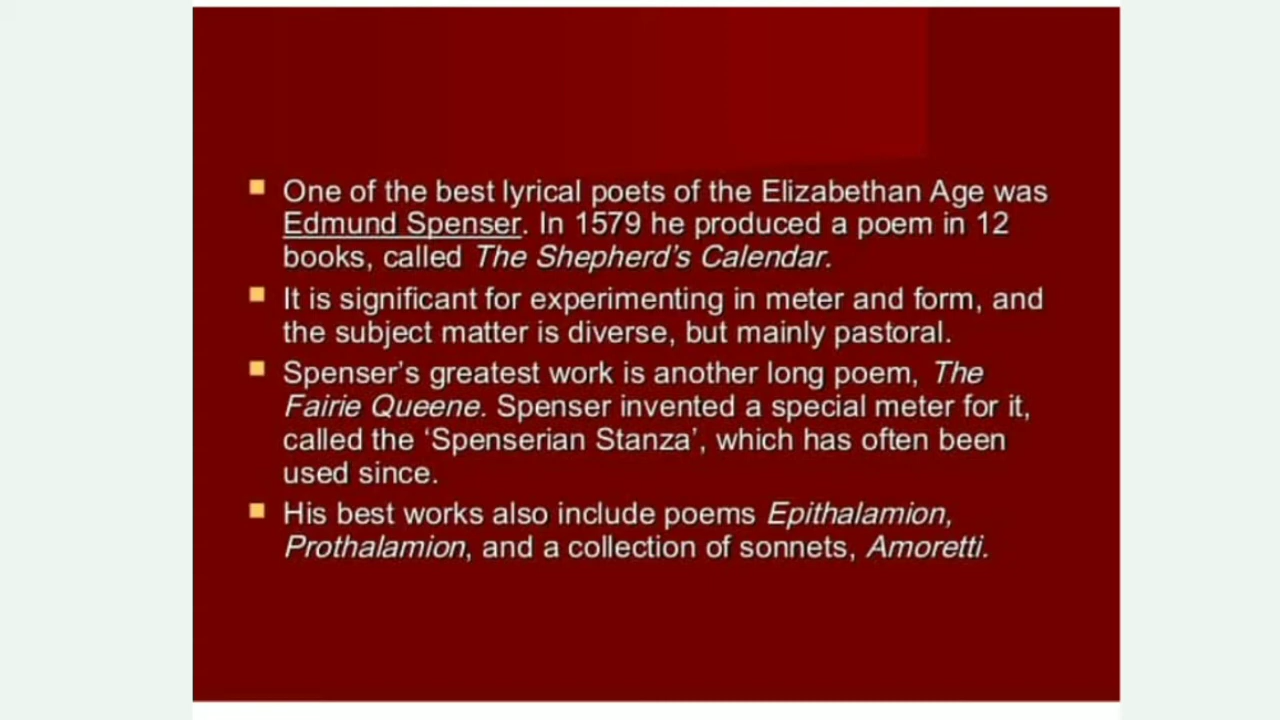 One of the best lyrical poets of the Elizabethan Age was
Edmund Spenser. In 1579 he produced a poem in 12
books, called The Shepherd's Calendar.
It is significant for experimenting in meter and form, and
the subject matter is diverse, but mainly pastoral.
Spenser's greatest work is another long poem, The
Fairie Queene. Spenser invented a special meter for it,
called the ‘Spenserian Stanza’, which has often been
used since.
His best works also include poems Epithalamion,
Prothalamion, and a collection of sonnets, Amoretti.